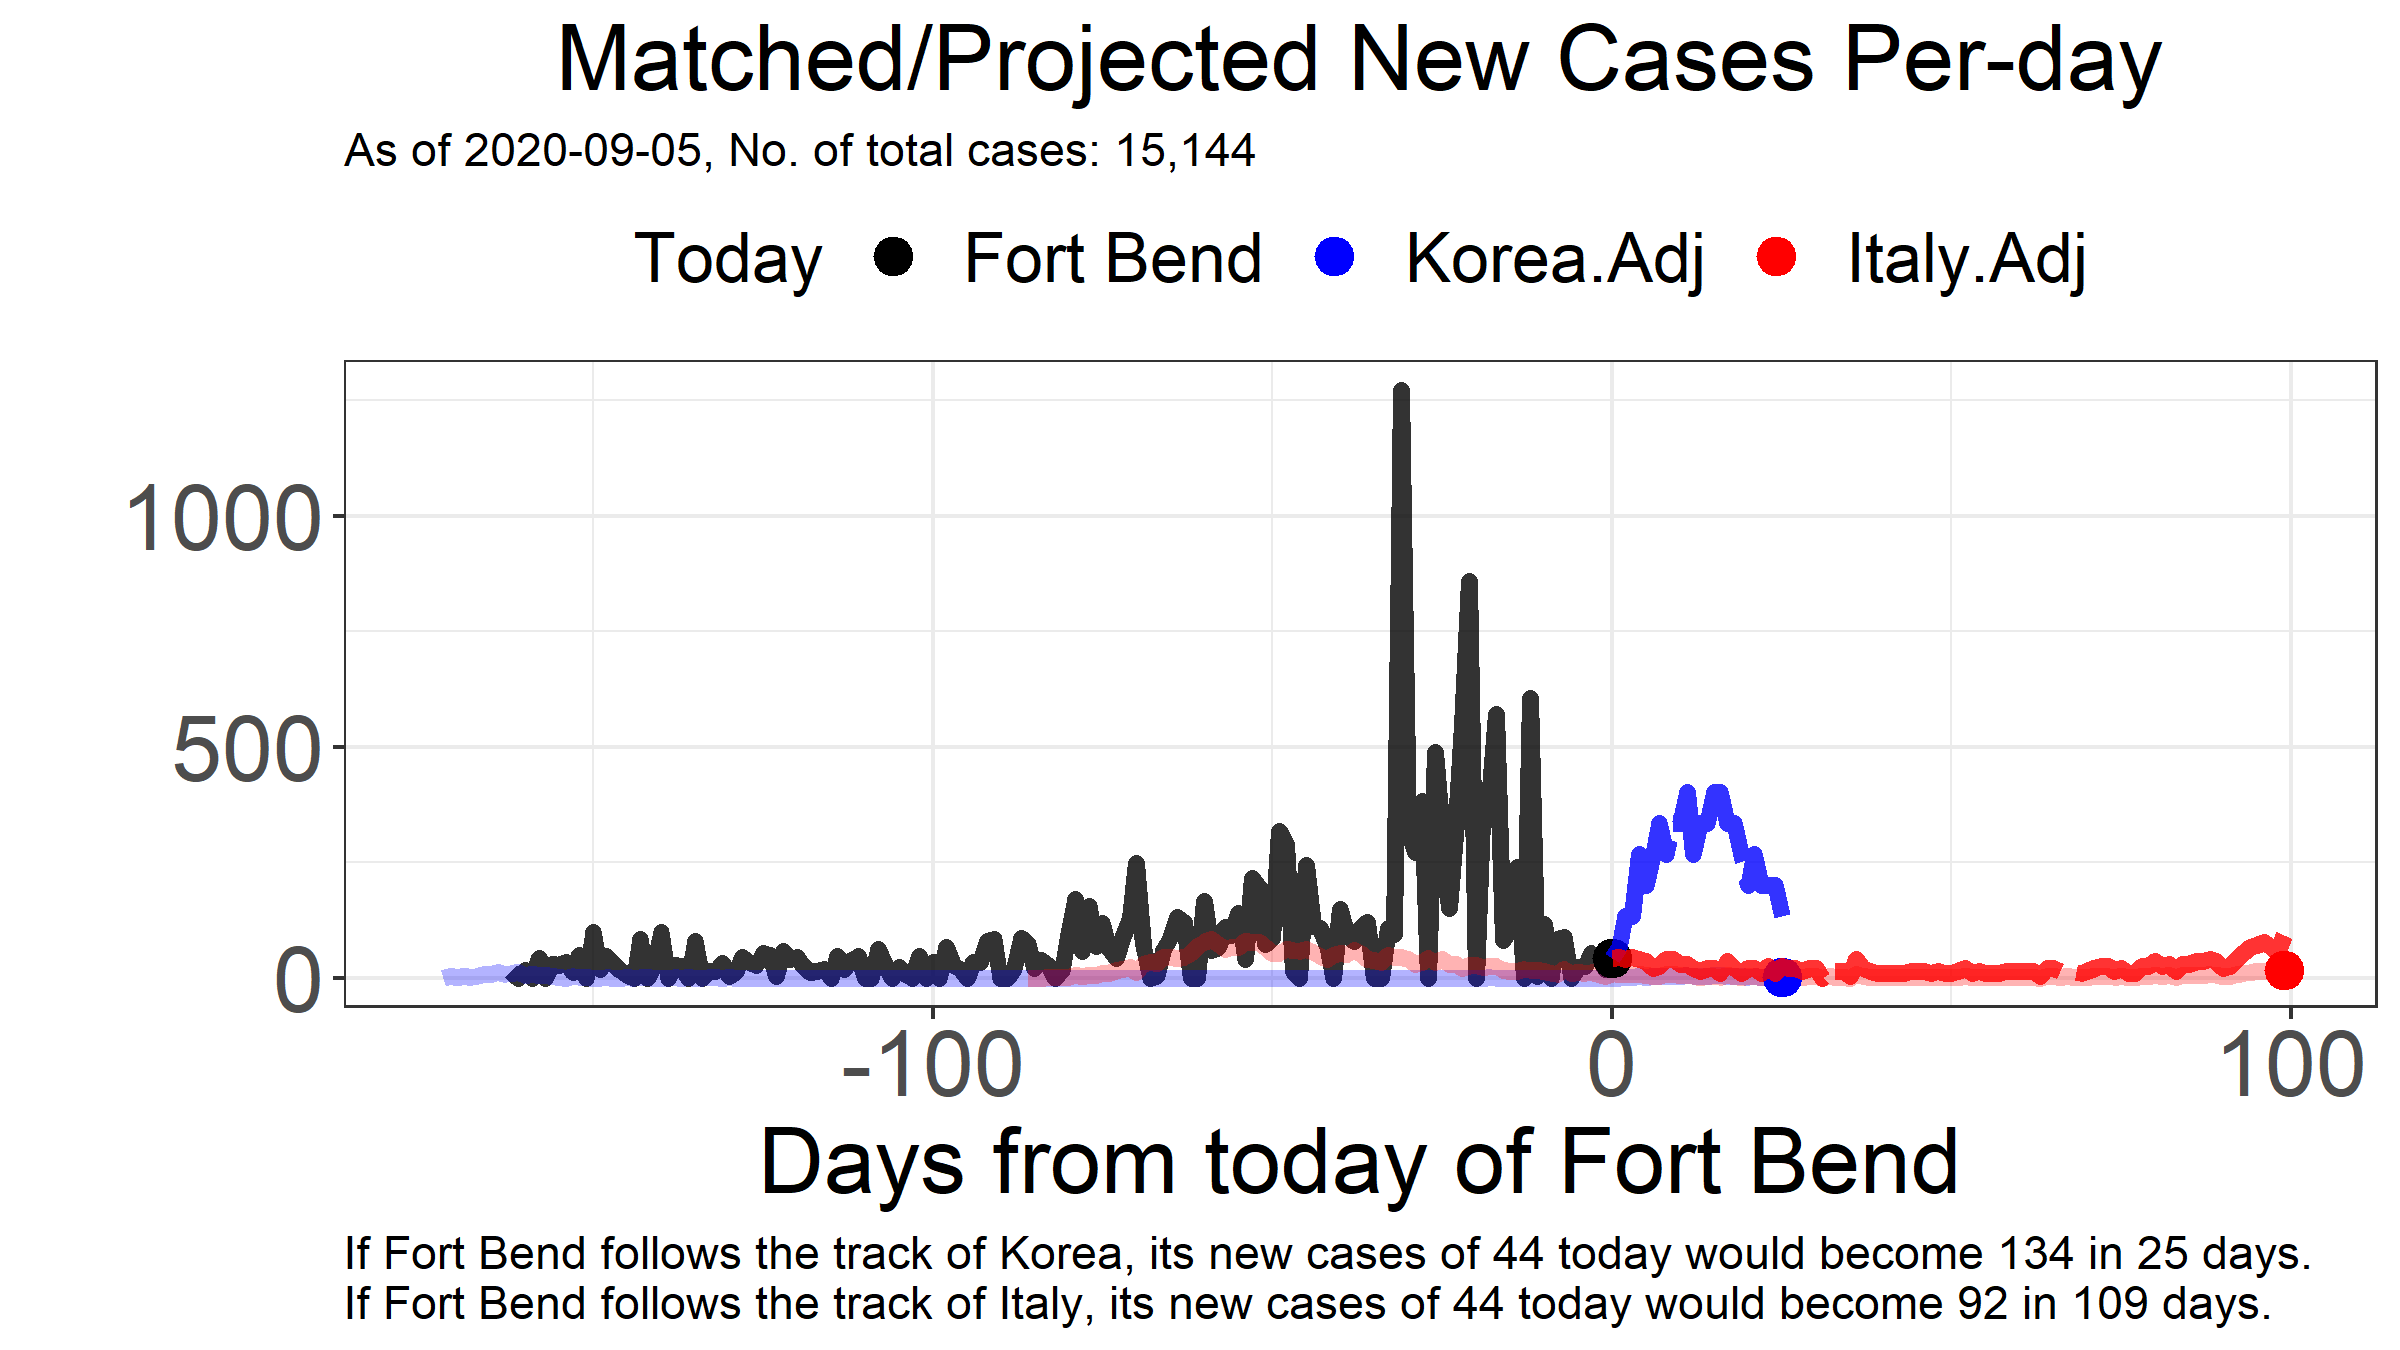 Matched/Projected New Cases Per-day
As of 2020-09-05, No. of total cases: 15,144
Today Fort Bend Korea.Adj Italy.Adj
1000
500
0
-100 0 100
Days from today of Fort Bend
If Fort Bend follows the track of Korea, its new cases of 44 today would become 134 in 25 days.
If Fort Bend follows the track of Italy, its new cases of 44 today would become 92 in 109 days.